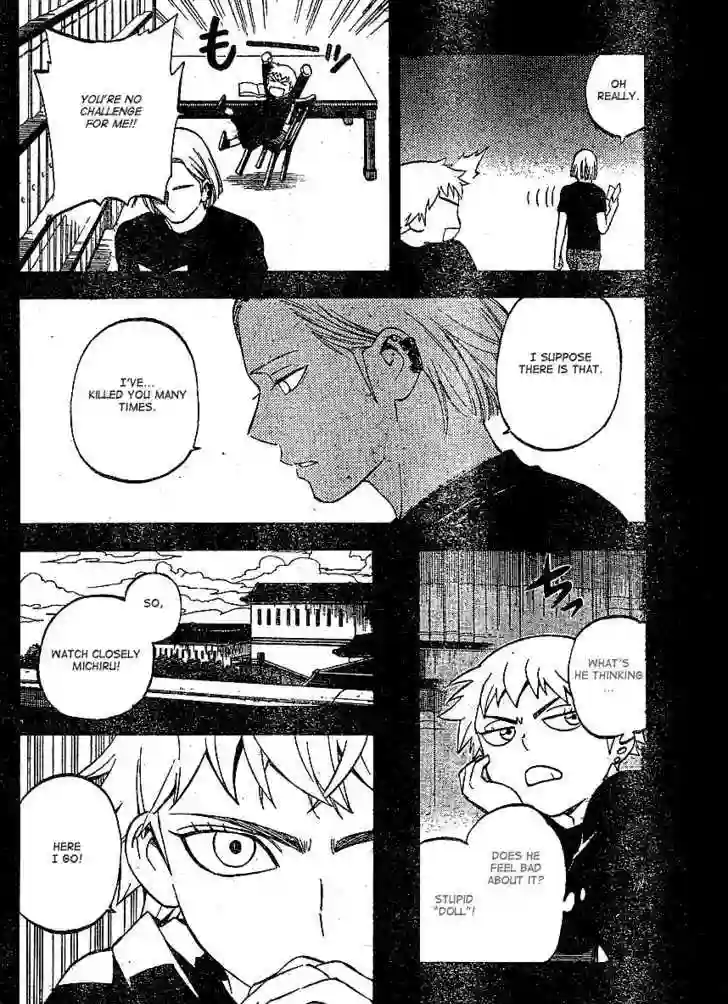 OH
REALLY.
も——ッ
YOU'RE NO
CHALLENGE
FOR ME!!
I SUPPOSE
THERE IS THAT.
I'VE...
KILLED YOU MANY
TIMES.
WHAT'S
HE THINKING
...
DOES HE
FEEL BAD
ABOUT IT?
STUPID
"DOLL"!
SO,
WATCH CLOSELY
MICHIRU!
HERE
I GO!